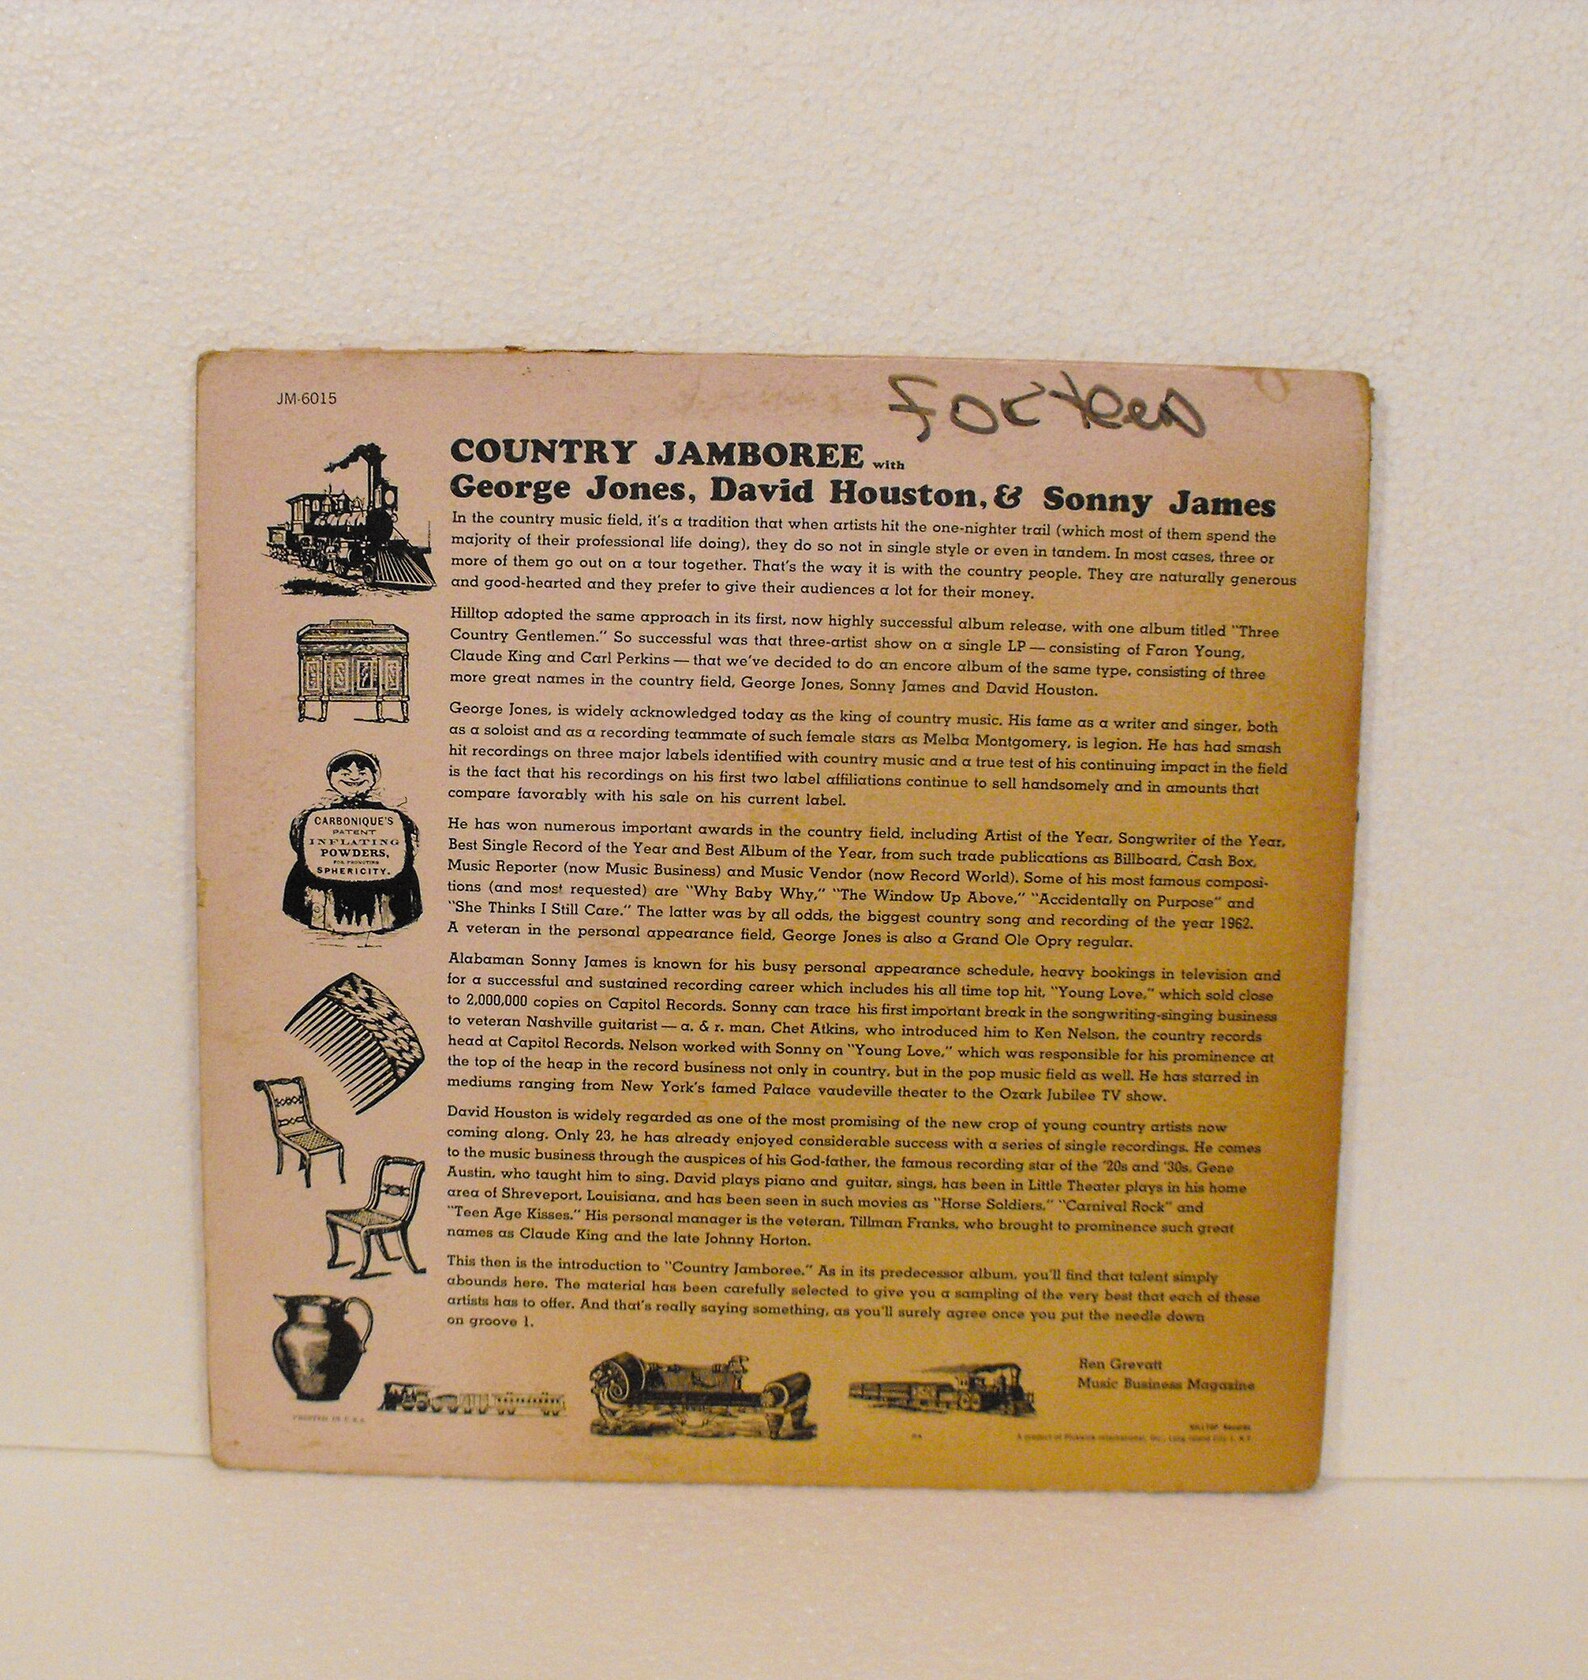 JM-6015
forteen
COUNTRY JAMBOREE with
George Jones, David Houston, & Sonny James
In the country music field, it's a tradition that when artists hit the one-nighter trail (which most of them spend the
majority of their professional life doing), they do so not in single style or even in tandem. In most cases, three or
more of them go out on a tour together. That's the way it is with the country people. They are naturally generous
and good-hearted and they prefer to give their audiences a lot for their money.
Hilltop adopted the same approach in its first, now highly successful album release, with one album titled "Three
Country Gentlemen." So successful was that three-artist show on a single LP — consisting of Faron Young,
Claude King and Carl Perkins — that we've decided to do an encore album of the same type, consisting of three
more great names in the country field, George Jones, Sonny James and David Houston.
George Jones, is widely acknowledged today as the king of country music. His fame as a writer and singer, both
as a soloist and as a recording teammate of such female stars as Melba Montgomery, is legion. He has had smash
hit recordings on three major labels identified with country music and a true test of his continuing impact in the field
is the fact that his recordings on his first two label affiliations continue to sell handsomely and in amounts that
compare favorably with his sale on his current label.
He has won numerous important awards in the country field, including Artist of the Year, Songwriter of the Year,
Best Single Record of the Year and Best Album of the Year, from such trade publications as Billboard, Cash Box,
Music Reporter (now Music Business) and Music Vendor (now Record World). Some of his most famous composi-
tions (and most requested) are "Why Baby Why," "The Window Up Above," "Accidentally on Purpose" and
"She Thinks I Still Care." The latter was by all odds, the biggest country song and recording of the year 1962.
A veteran in the personal appearance field, George Jones is also a Grand Ole Opry regular.
Alabaman Sonny James is known for his busy personal appearance schedule, heavy bookings in television and
for a successful and sustained recording career which includes his all time top hit, "Young Love," which sold close
to 2,000,000 copies on Capitol Records. Sonny can trace his first important break in the songwriting-singing business
to veteran Nashville guitarist — a. & r. man, Chet Atkins, who introduced him to Ken Nelson, the country records
head at Capitol Records. Nelson worked with Sonny on "Young Love," which was responsible for his prominence at
the top of the heap in the record business not only in country, but in the pop music field as well. He has starred in
mediums ranging from New York's famed Palace vaudeville theater to the Ozark Jubilee TV show.
David Houston is widely regarded as one of the most promising of the new crop of young country artists now
coming along. Only 23, he has already enjoyed considerable success with a series of single recordings. He comes
to the music business through the auspices of his God-father, the famous recording star of the '20s and '30s, Gene
Austin, who taught him to sing. David plays piano and guitar, sings, has been in Little Theater plays in his home
area of Shreveport, Louisiana, and has been seen in such movies as "Horse Soldiers," "Carnival Rock" and
"Teen Age Kisses." His personal manager is the veteran, Tillman Franks, who brought to prominence such great
names as Claude King and the late Johnny Horton.
This then is the introduction to "Country Jamboree." As in its predecessor album, you'll find that talent simply
abounds here. The material has been carefully selected to give you a sampling of the very best that each of these
artists has to offer. And that's really saying something, as you'll surely agree once you put the needle down
on groove 1.
Ren Grevatt
Music Business Magazine
CARBONIQUE'S
PATENT
INFLATING
POWDERS,
FOR PROMOTING
SPHERICITY.
PRINTED IN U.S.A.
HILLTOP Records
A product of Pickwick International, Inc., Long Island City 1, N.Y.